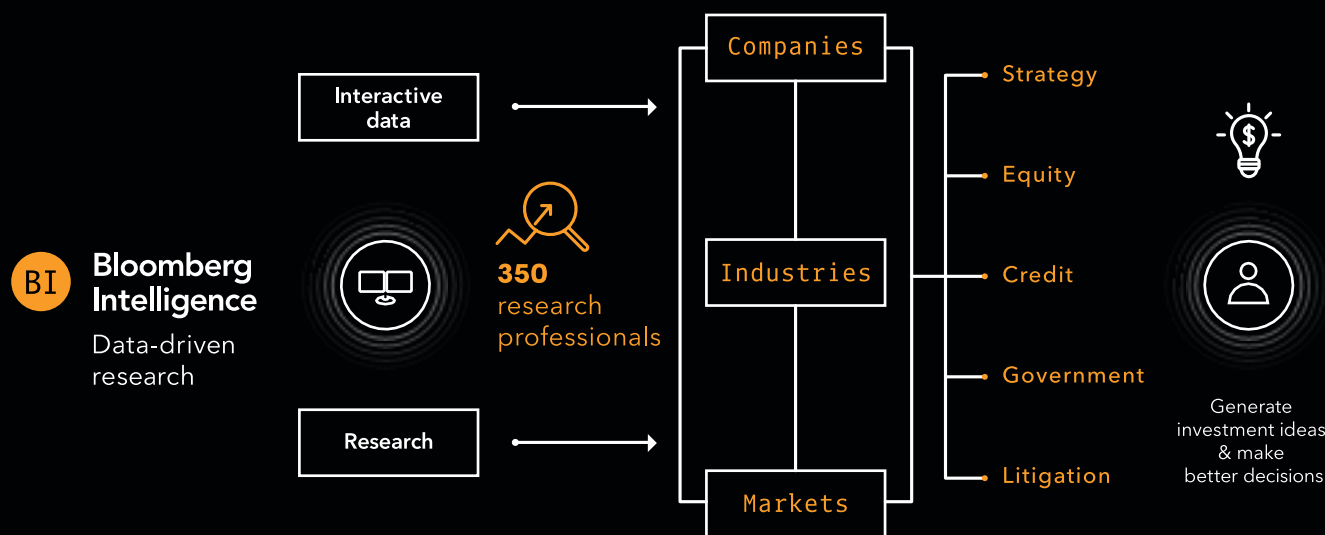 BI
Bloomberg
Intelligence
Data-driven
research
Interactive
data
350
research
professionals
Research
Companies
Industries
Markets
Strategy
Equity
Credit
Government
Litigation
$
Generate
investment ideas
& make
better decisions